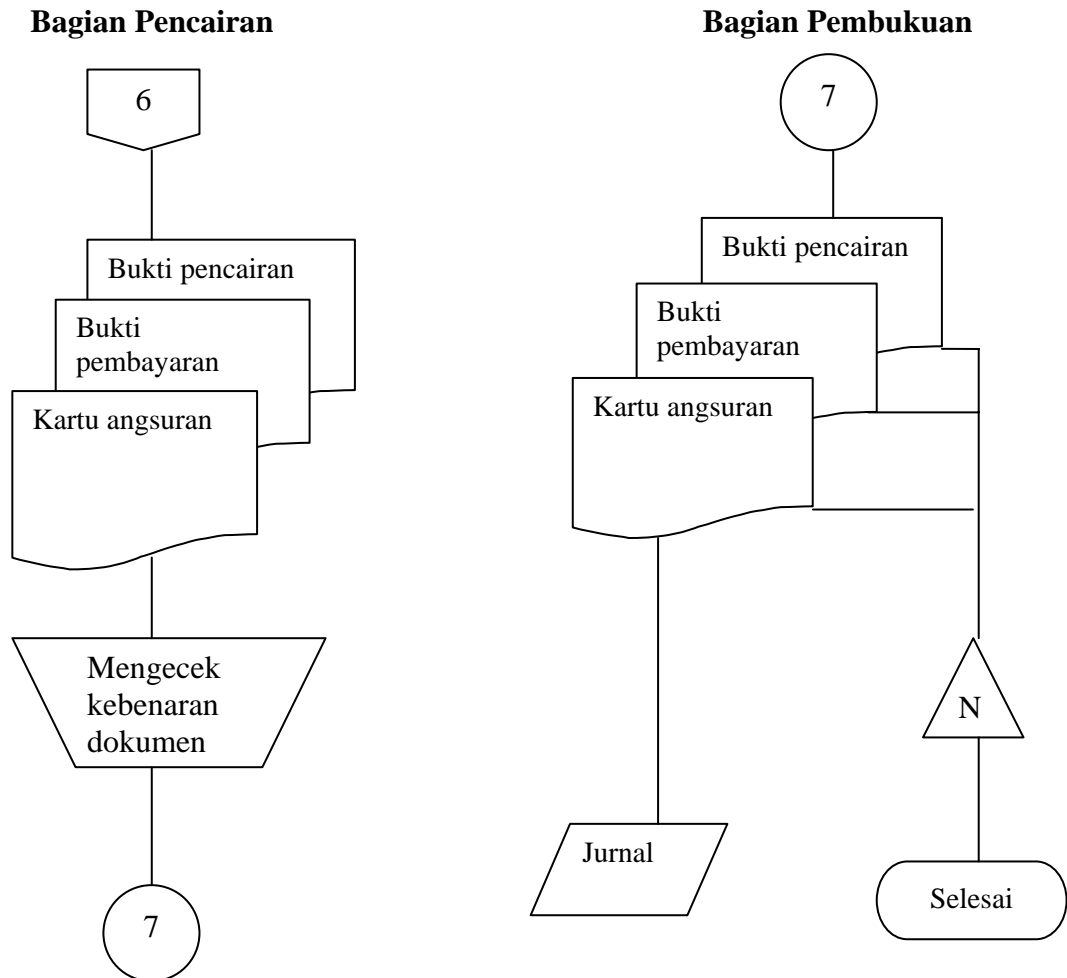 Bagian Pencairan
6
Bukti pencairan
Bukti
pembayaran
Kartu angsuran
Mengecek
kebenaran
dokumen
7
Bagian Pembukuan
7
Bukti pencairan
Bukti
pembayaran
Kartu angsuran
N
Jurnal
Selesai